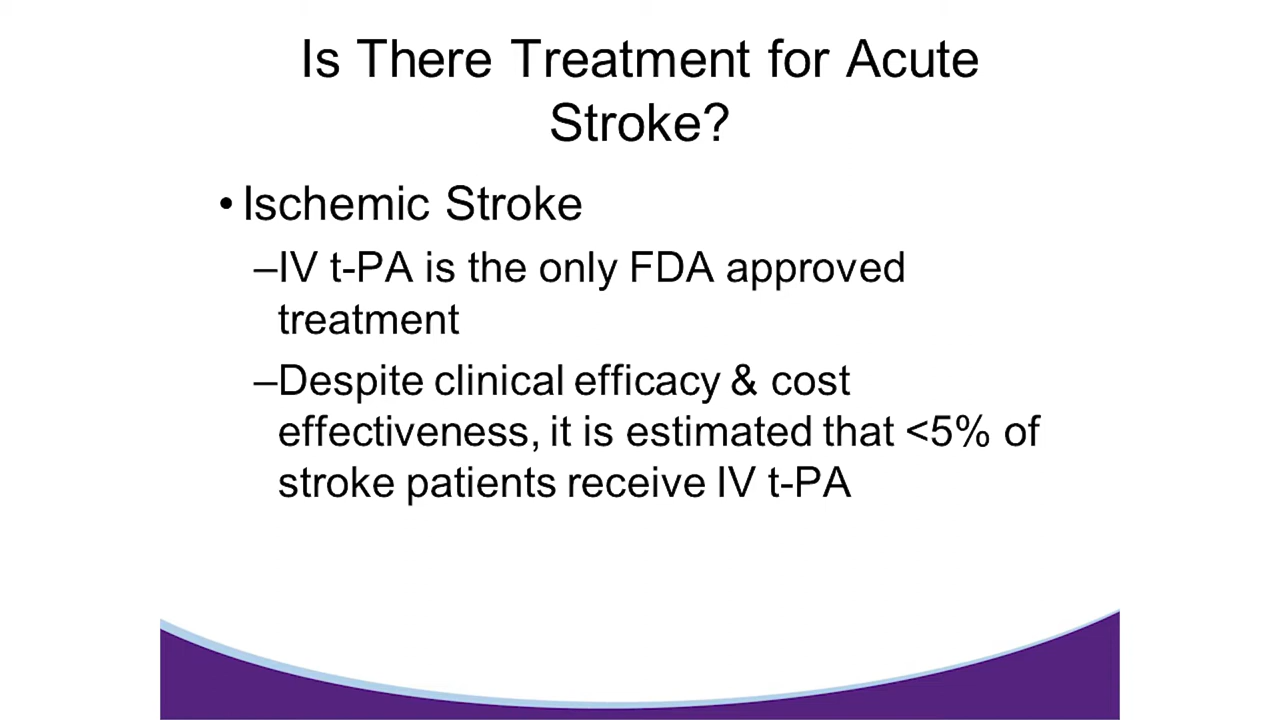 Is There Treatment for Acute
Stroke?
• Ischemic Stroke
–IV t-PA is the only FDA approved
treatment
–Despite clinical efficacy & cost
effectiveness, it is estimated that <5% of
stroke patients receive IV t-PA